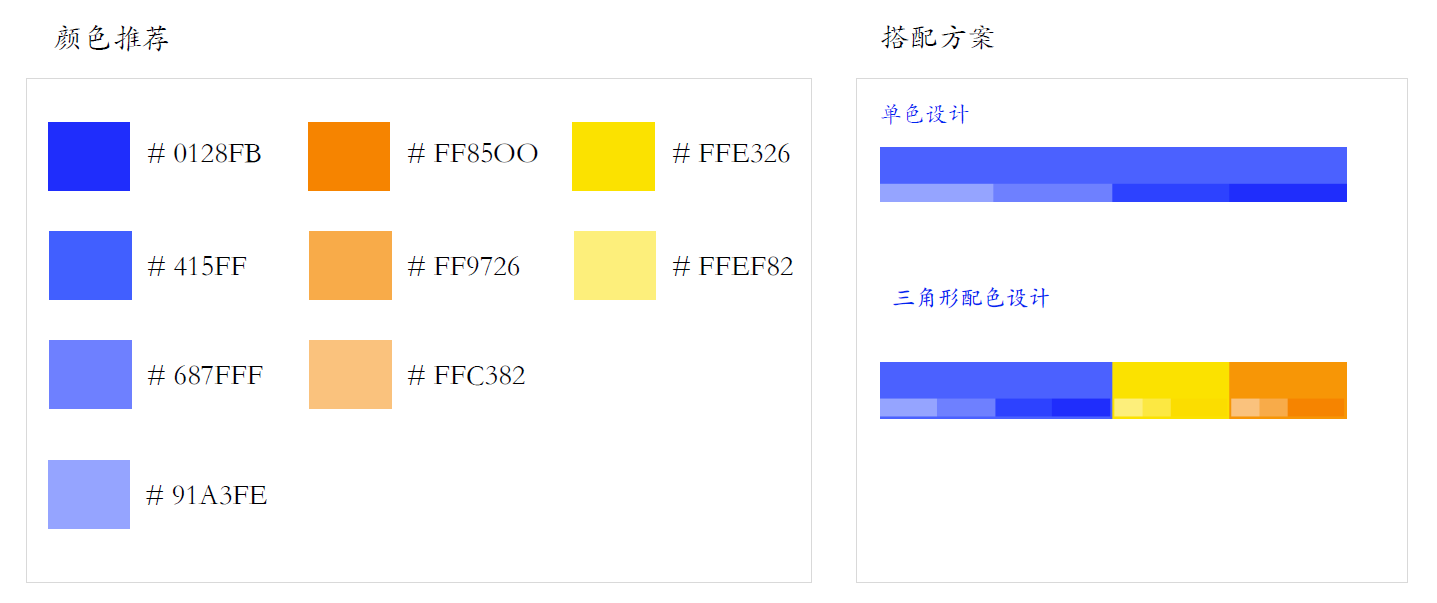 颜色推荐
搭配方案
# 0128FB
# FF85OO
# FFE326
# 415FF
# FF9726
# FFEF82
# 687FFF
# FFC382
# 91A3FE
单色设计
三角形配色设计